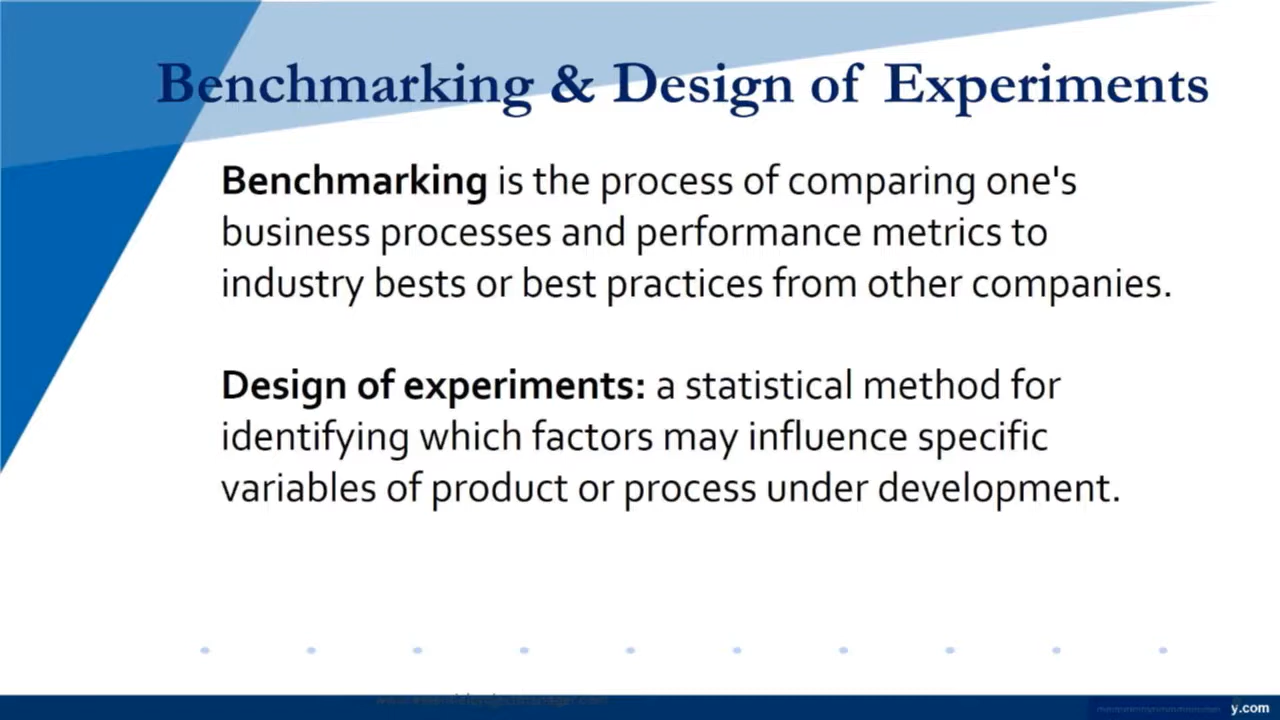 Benchmarking & Design of Experiments
Benchmarking is the process of comparing one's
business processes and performance metrics to
industry bests or best practices from other companies.
Design of experiments: a statistical method for
identifying which factors may influence specific
variables of product or process under development.
y.com